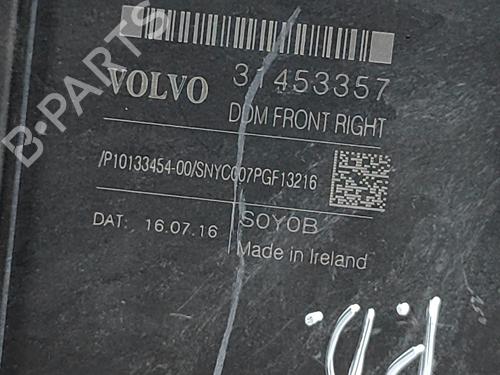 B-PARTS
VOLVO 31453357
DDM FRONT RIGHT
/P10133454-00/SNYC007PGF13216
DAT: 16.07.16 SOYOB
Made in Ireland